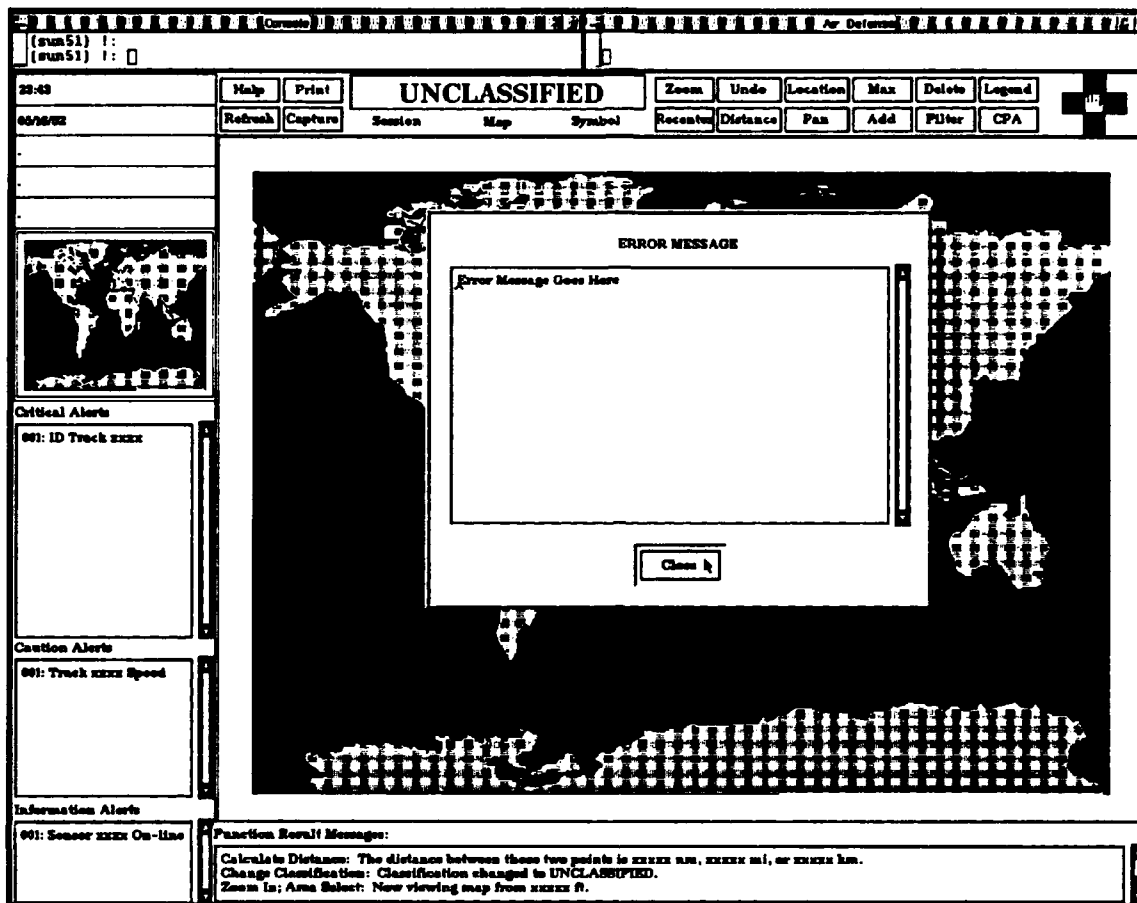 Console
Air Defense
(sun51) !:
(sun51) !:
23:43
05/16/92
Help Print UNCLASSIFIED Zoom Undo Location Max Delete Legend
Refresh Capture Session Map Symbol Recenter Distance Pan Add Filter CPA
ERROR MESSAGE
Error Message Goes Here
Close
Critical Alerts
001: ID Track xxxx
Caution Alerts
001: Track xxxx Speed
Information Alerts
001: Sensor xxxx On-line
Function Result Messages:
Calculate Distance: The distance between these two points is xxxxx nm, xxxxx mi, or xxxxx km.
Change Classification: Classification changed to UNCLASSIFIED.
Zoom In; Area Select: Now viewing map from xxxxx ft.